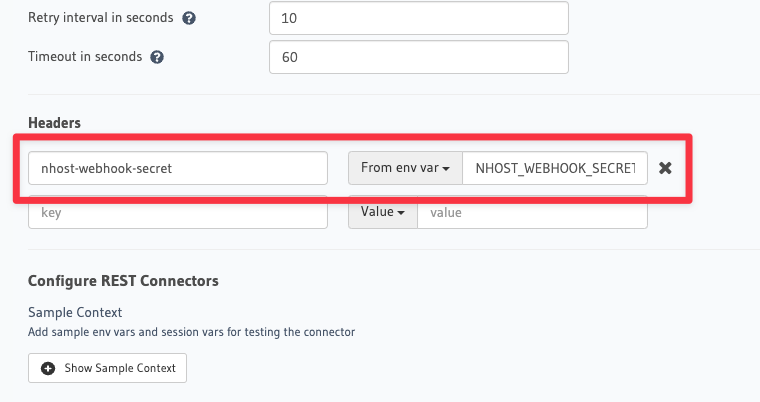 Retry interval in seconds ? 10
Timeout in seconds ? 60
Headers
nhost-webhook-secret From env var NHOST_WEBHOOK_SECRET
key Value value
Configure REST Connectors
Sample Context
Add sample env vars and session vars for testing the connector
Show Sample Context